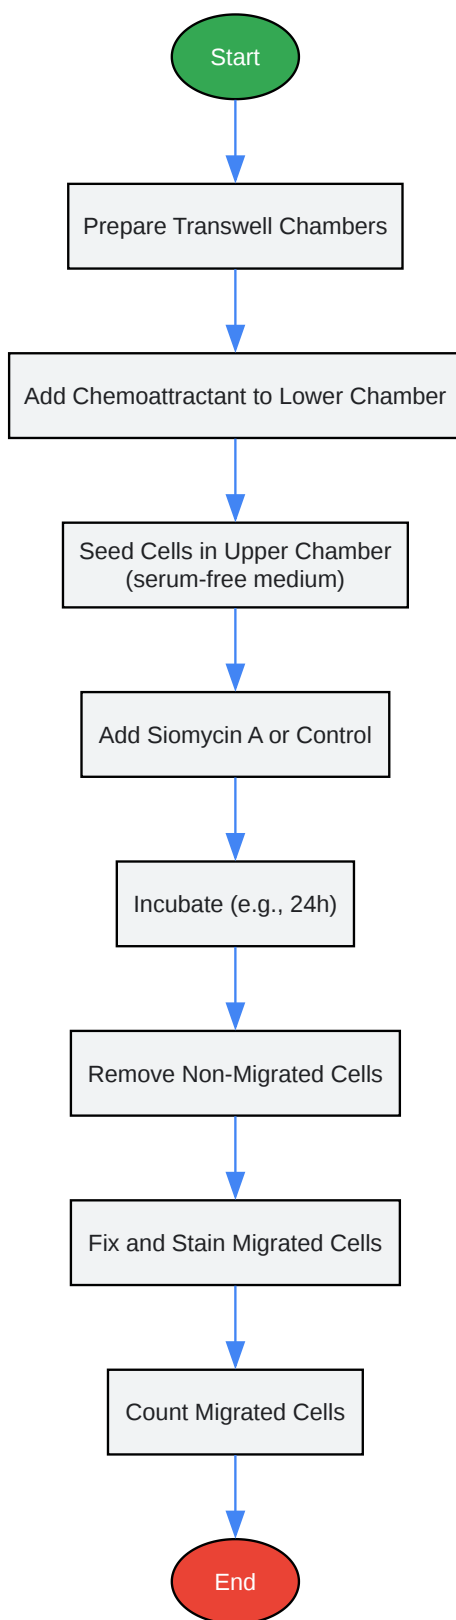 Start
Prepare Transwell Chambers
Add Chemoattractant to Lower Chamber
Seed Cells in Upper Chamber
(serum-free medium)
Add Siomycin A or Control
Incubate (e.g., 24h)
Remove Non-Migrated Cells
Fix and Stain Migrated Cells
Count Migrated Cells
End